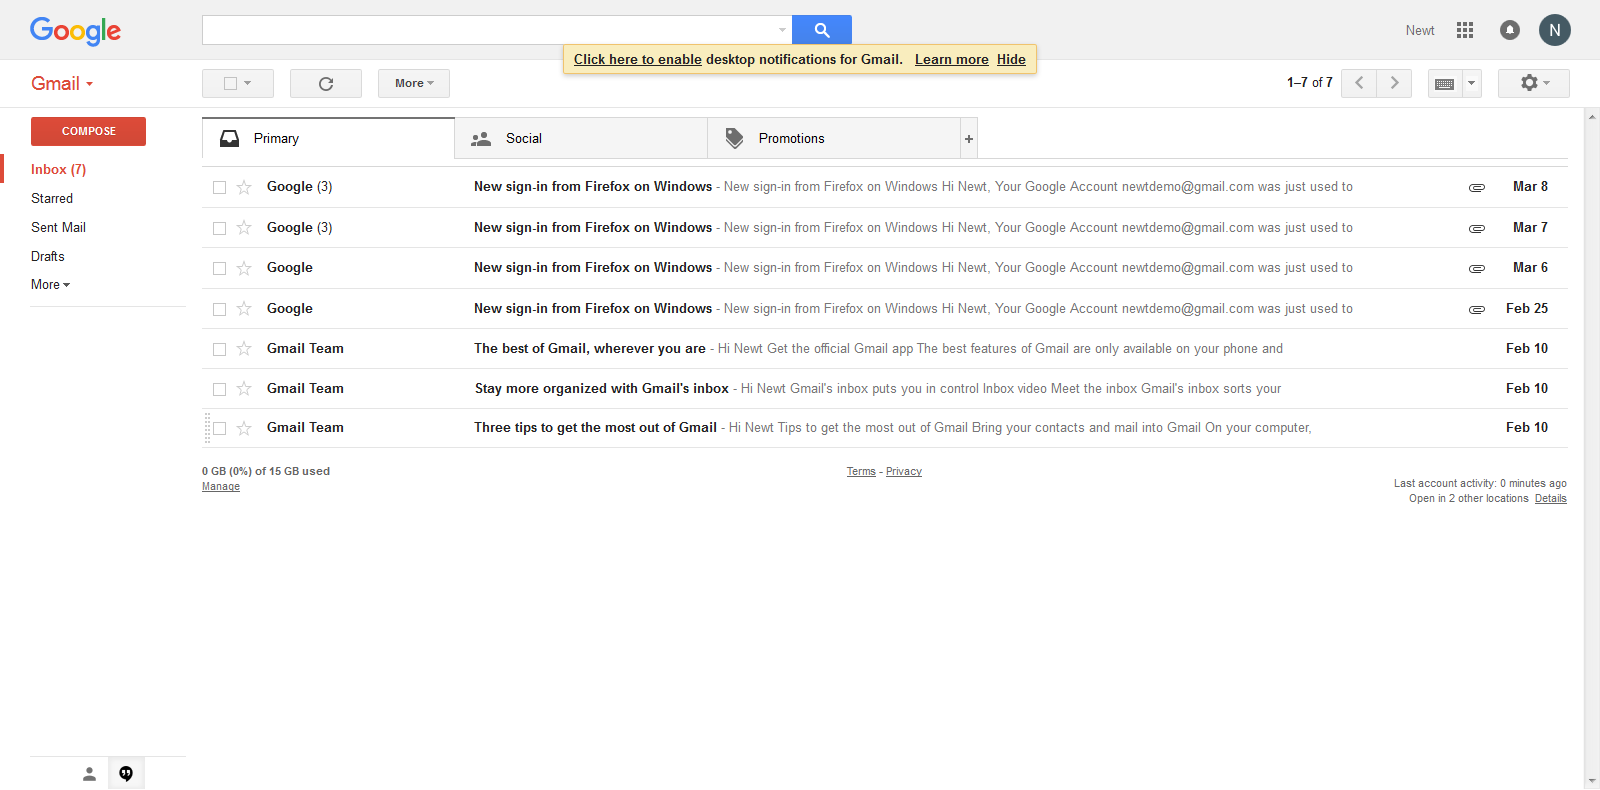 Google
Newt
N
Click here to enable desktop notifications for Gmail. Learn more Hide
Gmail
More
1–7 of 7
COMPOSE
Inbox (7)
Starred
Sent Mail
Drafts
More
Primary
Social
Promotions
+
Google (3) New sign-in from Firefox on Windows - New sign-in from Firefox on Windows Hi Newt, Your Google Account newtdemo@gmail.com was just used to Mar 8
Google (3) New sign-in from Firefox on Windows - New sign-in from Firefox on Windows Hi Newt, Your Google Account newtdemo@gmail.com was just used to Mar 7
Google New sign-in from Firefox on Windows - New sign-in from Firefox on Windows Hi Newt, Your Google Account newtdemo@gmail.com was just used to Mar 6
Google New sign-in from Firefox on Windows - New sign-in from Firefox on Windows Hi Newt, Your Google Account newtdemo@gmail.com was just used to Feb 25
Gmail Team The best of Gmail, wherever you are - Hi Newt Get the official Gmail app The best features of Gmail are only available on your phone and Feb 10
Gmail Team Stay more organized with Gmail's inbox - Hi Newt Gmail's inbox puts you in control Inbox video Meet the inbox Gmail's inbox sorts your Feb 10
Gmail Team Three tips to get the most out of Gmail - Hi Newt Tips to get the most out of Gmail Bring your contacts and mail into Gmail On your computer, Feb 10
0 GB (0%) of 15 GB used
Manage
Terms - Privacy
Last account activity: 0 minutes ago
Open in 2 other locations Details